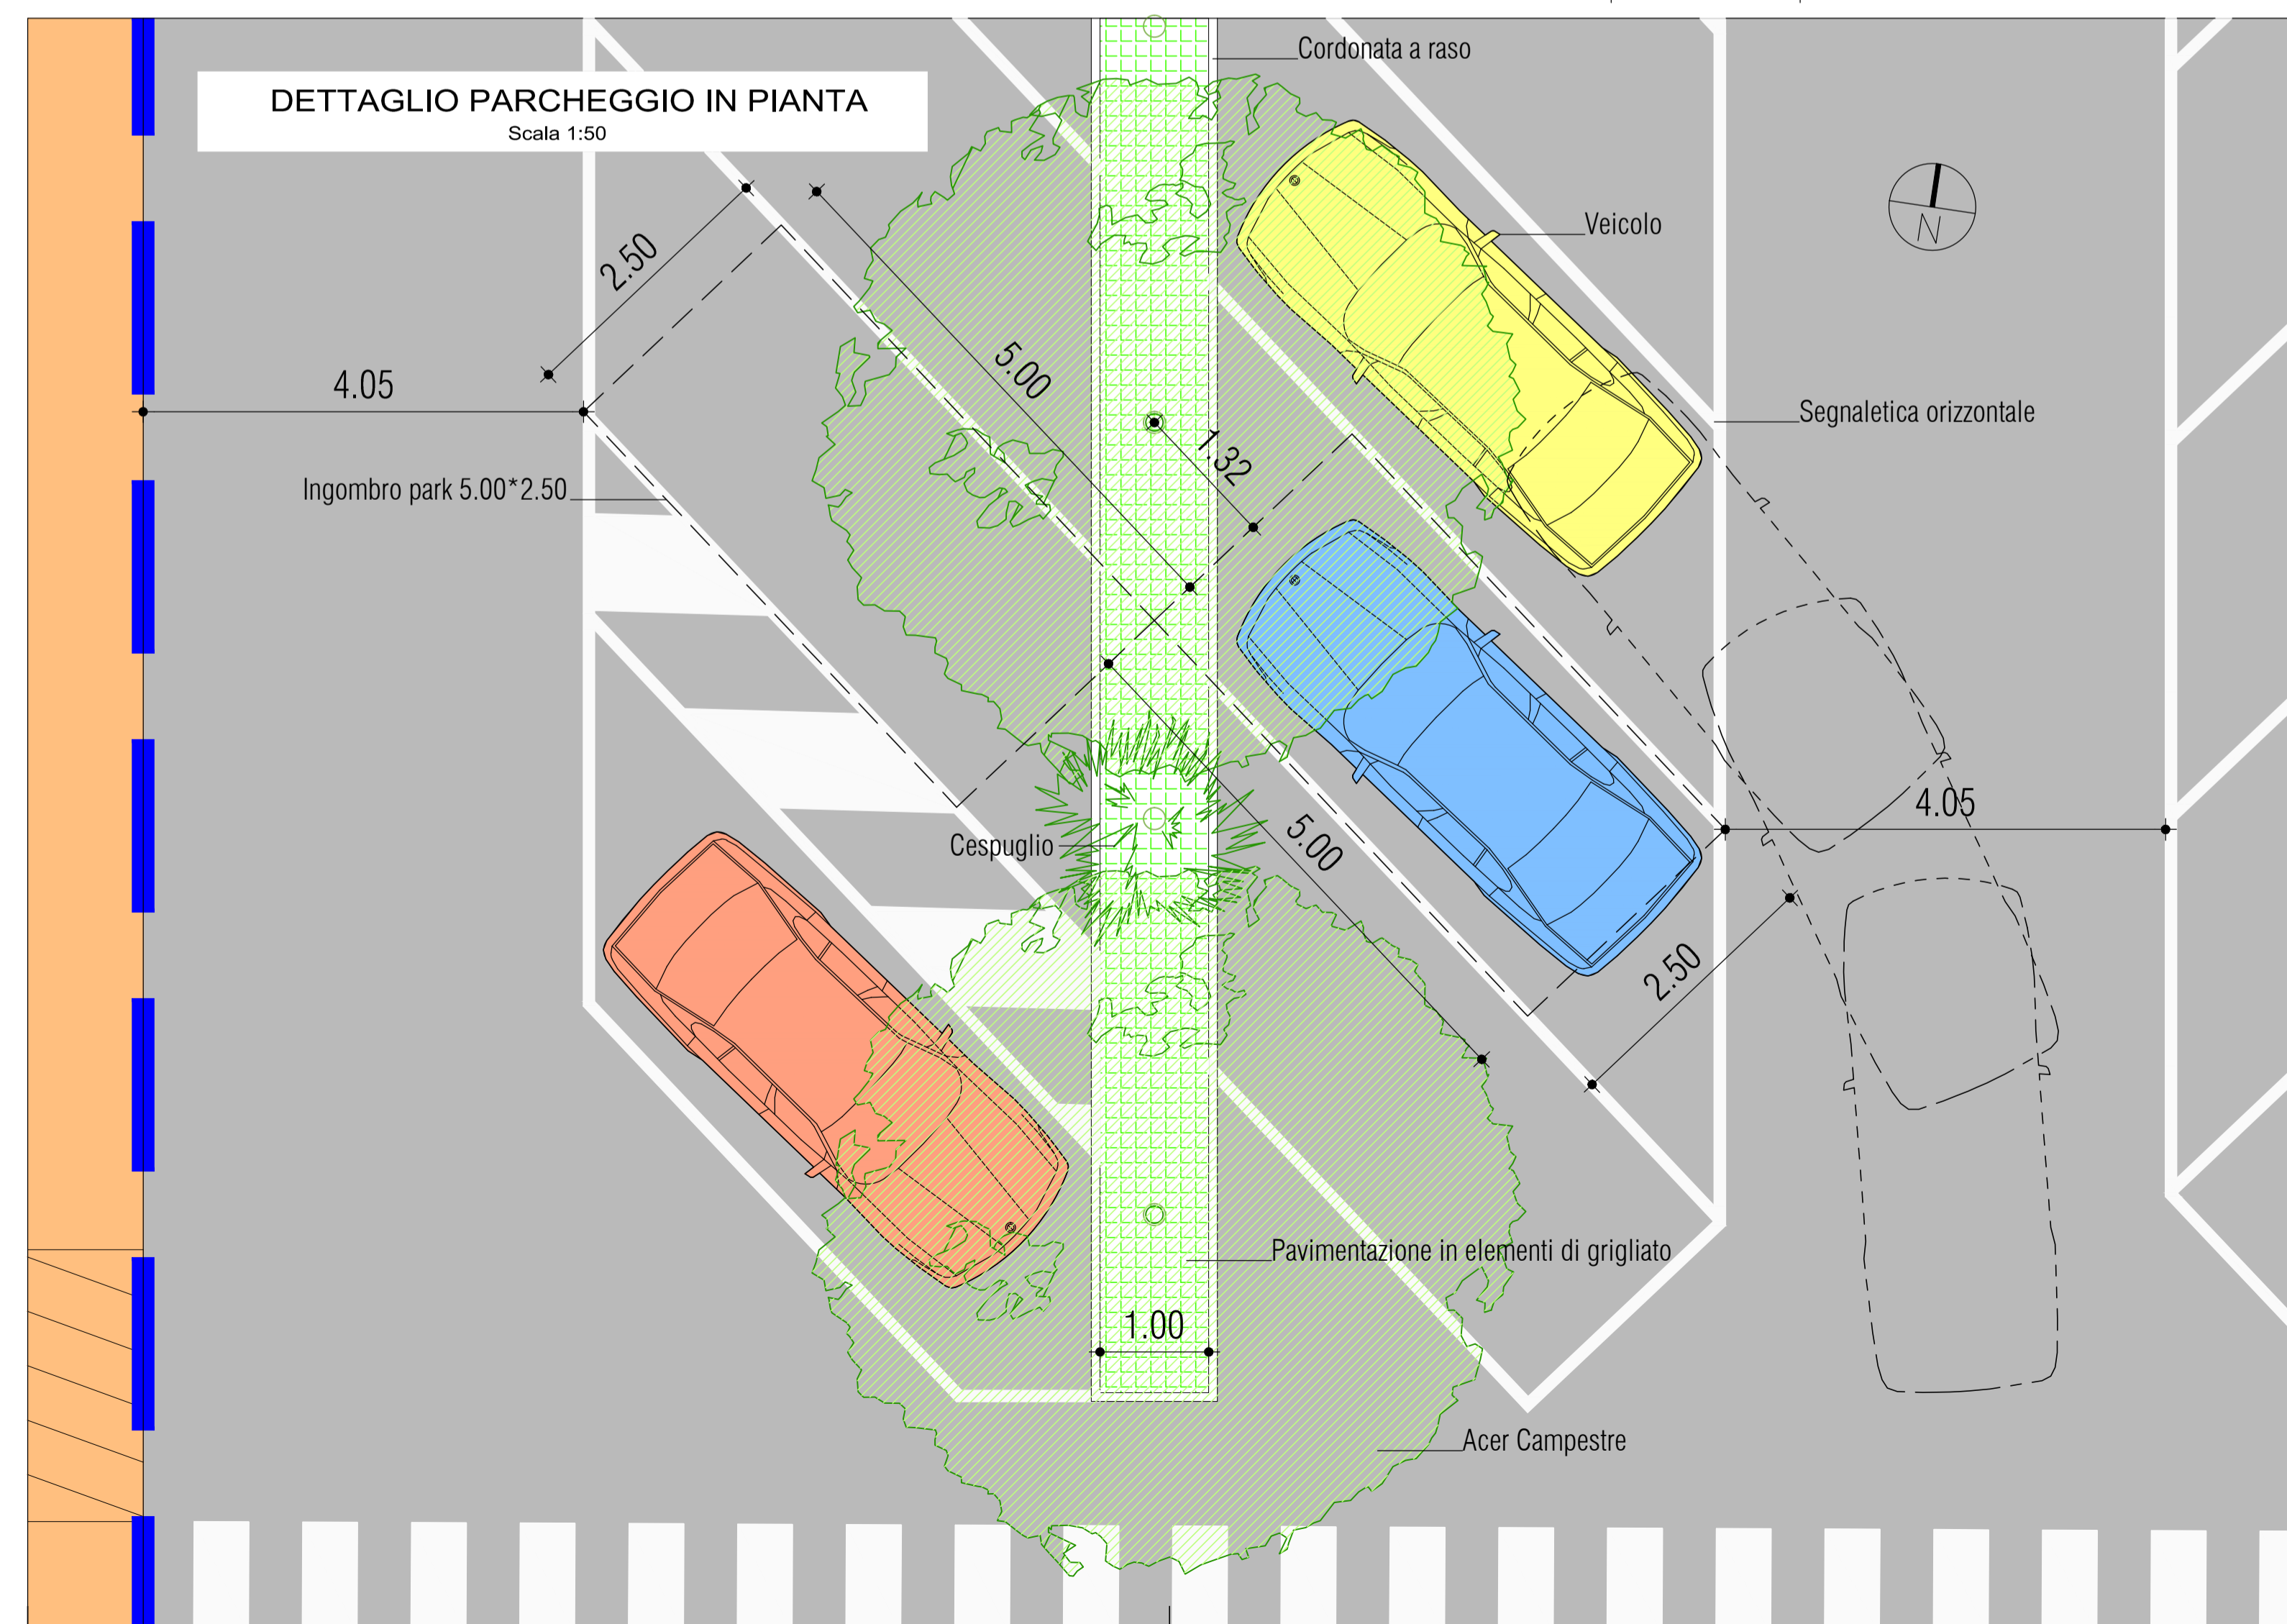 Cordonata a raso
DETTAGLIO PARCHEGGIO IN PIANTA
Scala 1:50
Veicolo
N
2.50
5.00
4.05
1.32
Segnaletica orizzontale
Ingombro park 5.00*2.50
4.05
Cespuglio
5.00
2.50
Pavimentazione in elementi di grigliato
1.00
Acer Campestre